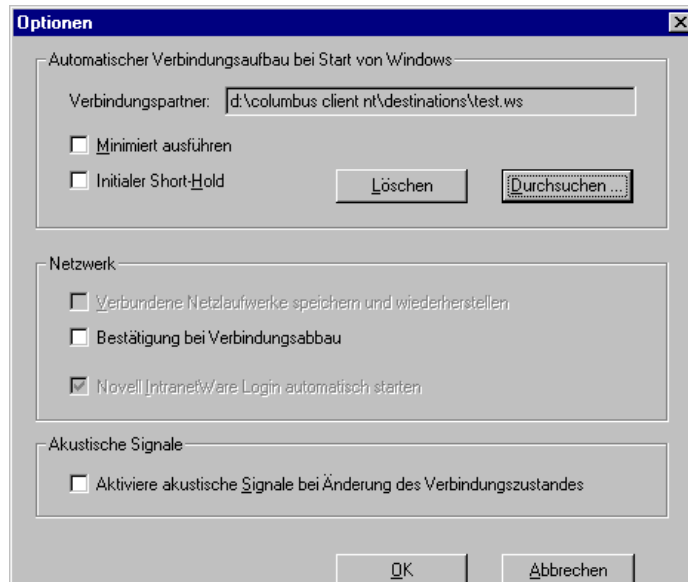 Optionen
Automatischer Verbindungsaufbau bei Start von Windows
Verbindungspartner: d:\columbus client nt\destinations\test.ws
Minimiert ausführen
Initialer Short-Hold
Löschen
Durchsuchen ...
Netzwerk
Verbundene Netzlaufwerke speichern und wiederherstellen
Bestätigung bei Verbindungsabbau
Novell IntranetWare Login automatisch starten
Akustische Signale
Aktiviere akustische Signale bei Änderung des Verbindungszustandes
OK
Abbrechen